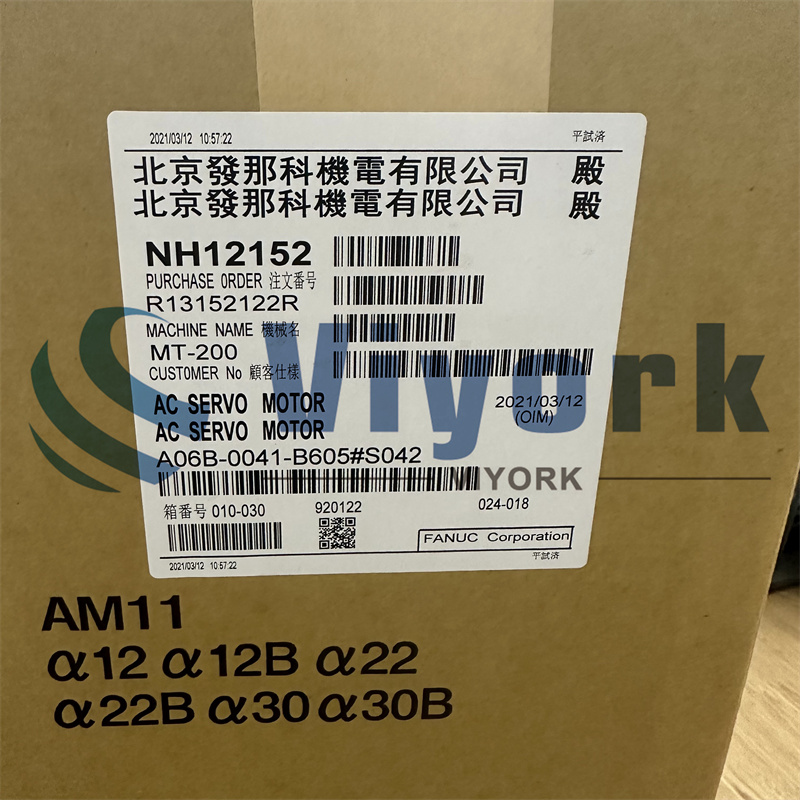 2021/03/12 10:57:22 平試済
北京發那科機電有限公司 殿
北京發那科機電有限公司 殿
NH12152
PURCHASE ORDER 注文番号
R13152122R
MACHINE NAME 機械名
MT-200
CUSTOMER No 顧客仕様
Viyork
AC SERVO MOTOR 2021/03/12
AC SERVO MOTOR (OIM)
A06B-0041-B605#S042
VIYORK
箱番号 010-030 920122 024-018
FANUC Corporation
2021/03/12 10:57:22 平試済
AM11
α12 α12B α22
α22B α30 α30B